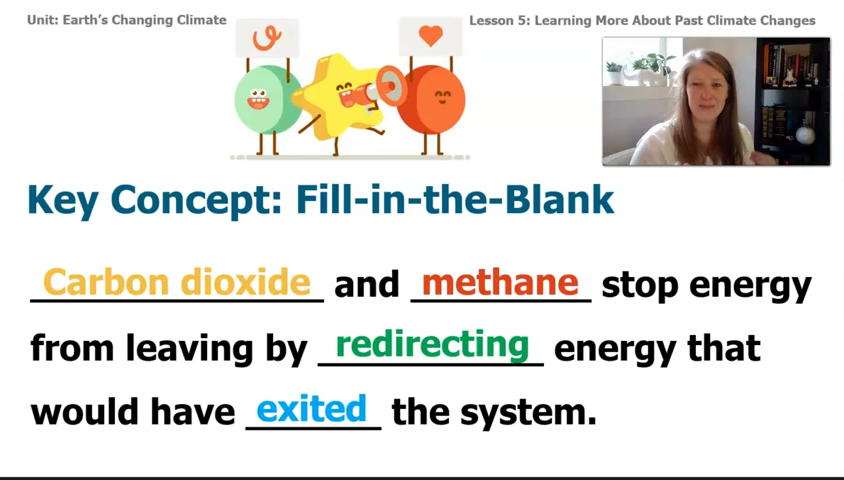 Unit: Earth's Changing Climate
Lesson 5: Learning More About Past Climate Changes
Key Concept: Fill-in-the-Blank
Carbon dioxide and methane stop energy
from leaving by redirecting energy that
would have exited the system.